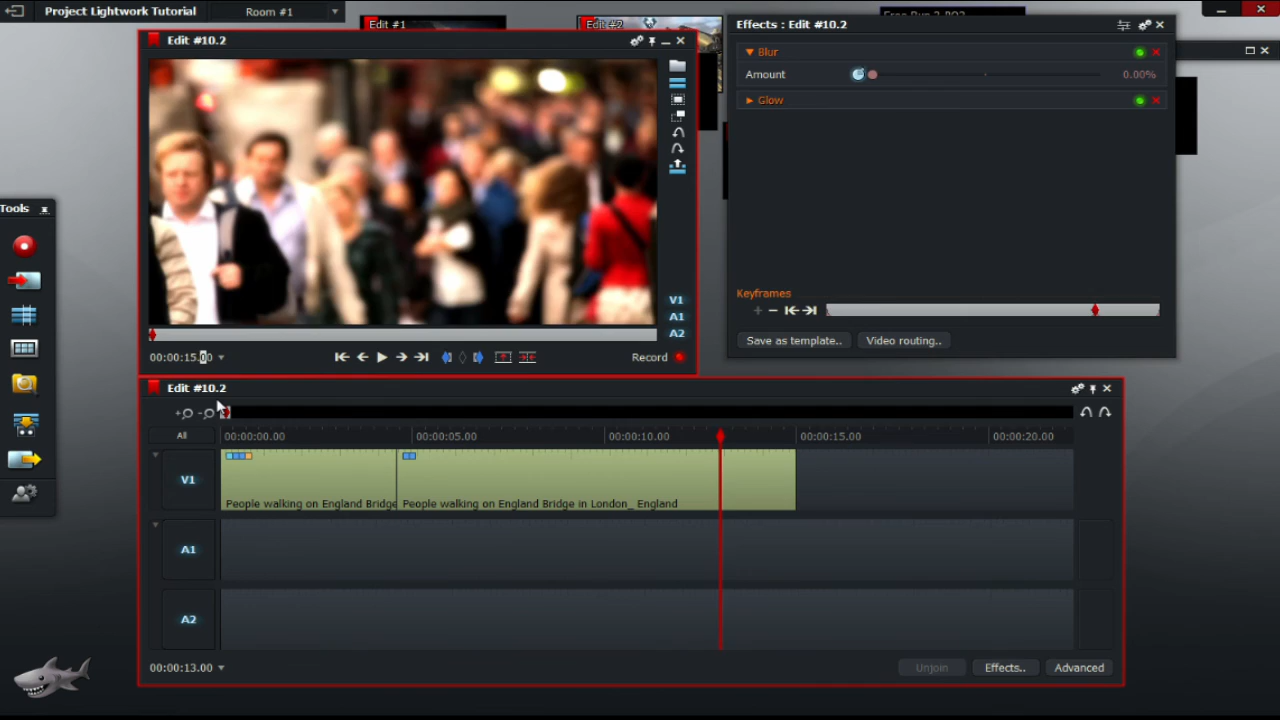 Project Lightwork Tutorial
Room #1
Edit #1
Edit #2
Edit #10.2
V1
A1
A2
00:00:15.00
Record
Effects : Edit #10.2
Blur
Amount
0.00%
Glow
Keyframes
Save as template..
Video routing..
Tools
Edit #10.2
All
00:00:00.00
00:00:05.00
00:00:10.00
00:00:15.00
00:00:20.00
V1
People walking on England Bridge
People walking on England Bridge in London_ England
A1
A2
00:00:13.00
Unjoin
Effects..
Advanced